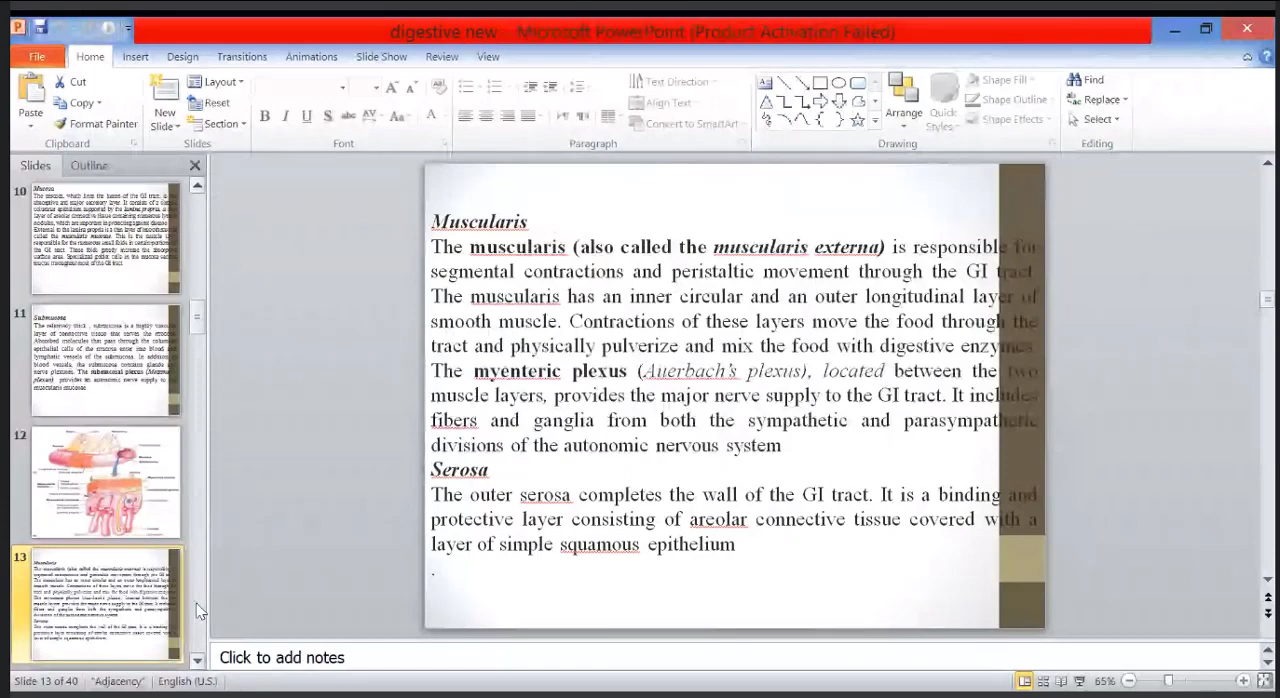 digestive new - Microsoft PowerPoint (Product Activation Failed)
File Home Insert Design Transitions Animations Slide Show Review View
Cut
Copy
Format Painter
Paste
Clipboard
New
Slide
Layout
Reset
Section
Slides
Font
Text Direction
Align Text
Convert to SmartArt
Paragraph
Arrange
Quick
Styles
Shape Fill
Shape Outline
Shape Effects
Drawing
Find
Replace
Select
Editing
Slides Outline
10
Mucosa
11
Submucosa
12
13
Muscularis
The muscularis (also called the muscularis externa) is responsible for
segmental contractions and peristaltic movement through the GI tract.
The muscularis has an inner circular and an outer longitudinal layer of
smooth muscle. Contractions of these layers move the food through the
tract and physically pulverize and mix the food with digestive enzymes.
The myenteric plexus (Auerbach's plexus), located between the two
muscle layers, provides the major nerve supply to the GI tract. It includes
fibers and ganglia from both the sympathetic and parasympathetic
divisions of the autonomic nervous system
Serosa
The outer serosa completes the wall of the GI tract. It is a binding and
protective layer consisting of areolar connective tissue covered with a
layer of simple squamous epithelium
.
Click to add notes
Slide 13 of 40 "Adjacency" English (U.S.) 65%